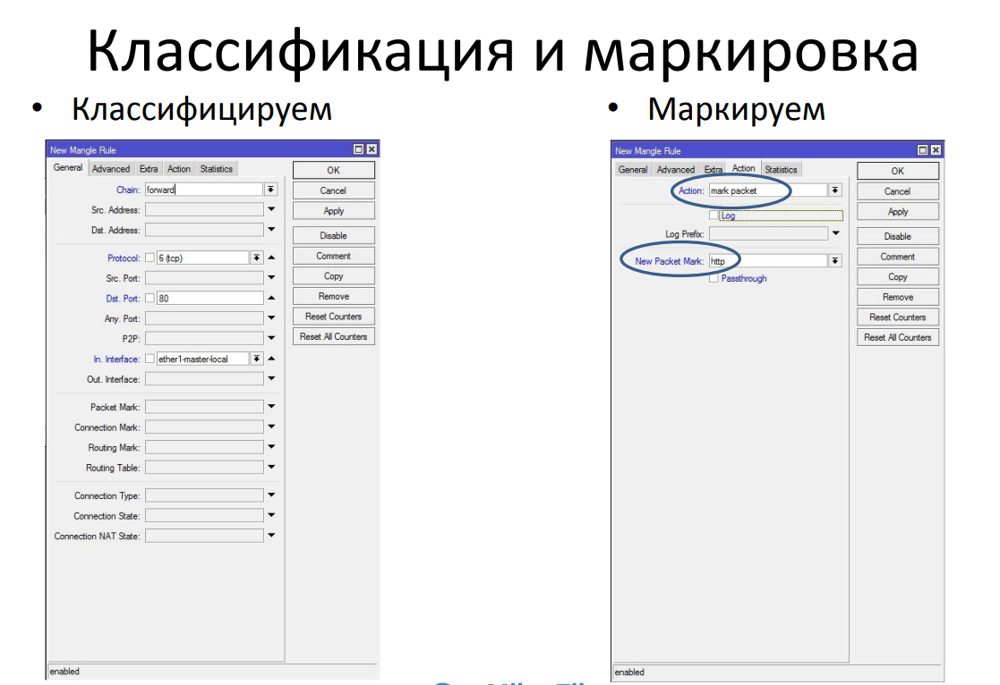 Классификация и маркировка
• Классифицируем
New Mangle Rule
General Advanced Extra Action Statistics
Chain: forward
Src. Address:
Dst. Address:
Protocol: 6 (tcp)
Src. Port:
Dst. Port: 80
Any. Port:
P2P:
In. Interface: ether1-master-local
Out. Interface:
Packet Mark:
Connection Mark:
Routing Mark:
Routing Table:
Connection Type:
Connection State:
Connection NAT State:
OK
Cancel
Apply
Disable
Comment
Copy
Remove
Reset Counters
Reset All Counters
enabled
• Маркируем
New Mangle Rule
General Advanced Extra Action Statistics
Action: mark packet
Log
Log Prefix:
New Packet Mark: http
Passthrough
OK
Cancel
Apply
Disable
Comment
Copy
Remove
Reset Counters
Reset All Counters
enabled